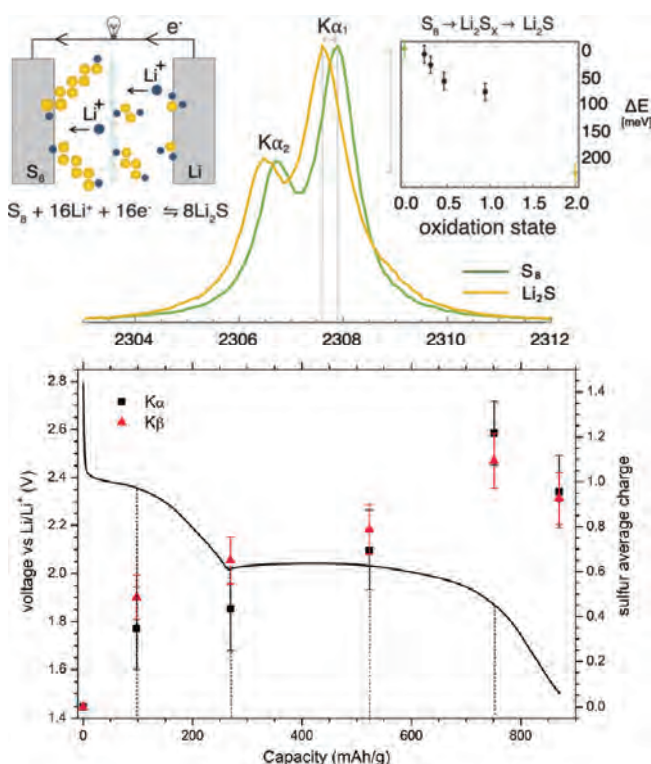 e⁻
Kα₁
S₈ → Li₂Sₓ → Li₂S
0
50
100
150
200
ΔE
[meV]
0.0
0.5
1.0
1.5
2.0
oxidation state
Li⁺
Li⁺
Li
S₈ + 16Li⁺ + 16e⁻ ⇋ 8Li₂S
Kα₂
S₈
Li₂S
2304
2306
2308
2310
2312
2.8
2.6
2.4
2.2
2.0
1.8
1.6
1.4
voltage vs Li/Li⁺ (V)
Kα
Kβ
1.4
1.2
1.0
0.8
0.6
0.4
0.2
0.0
sulfur average charge
0
200
400
600
800
Capacity (mAh/g)